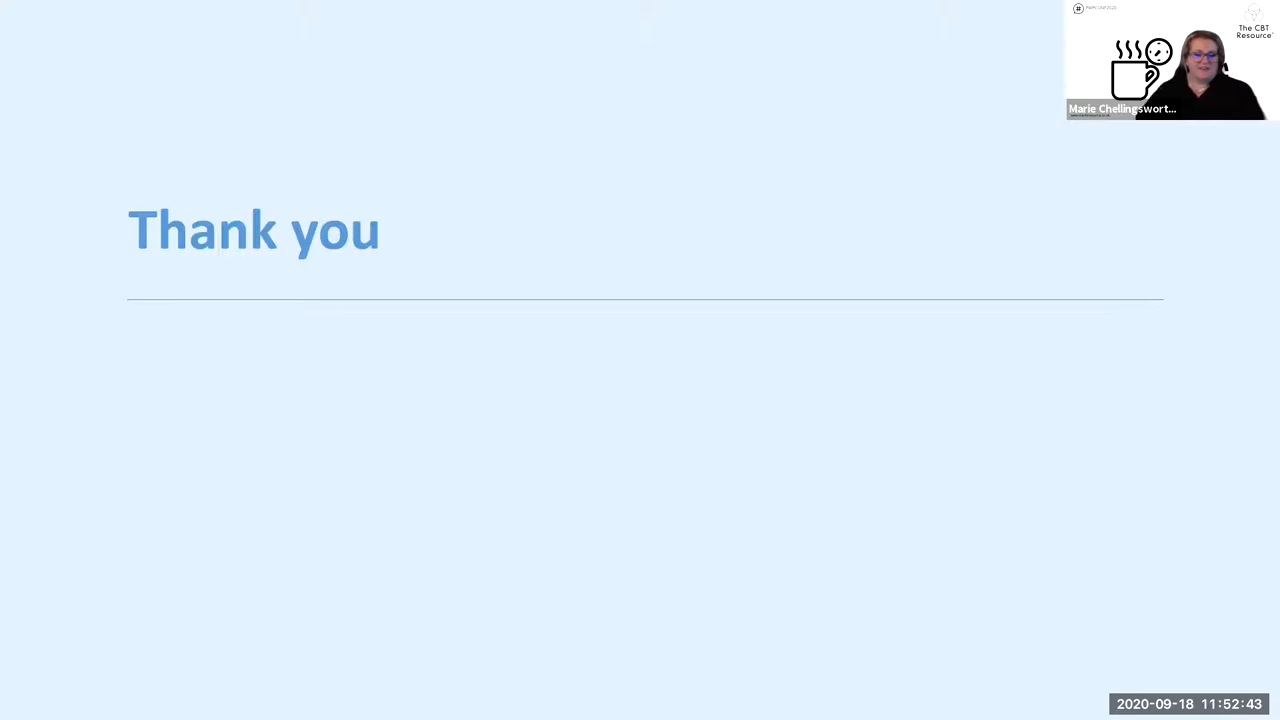 The CBT
Resource
Marie Chellingswort...
Thank you
2020-09-18 11:52:43